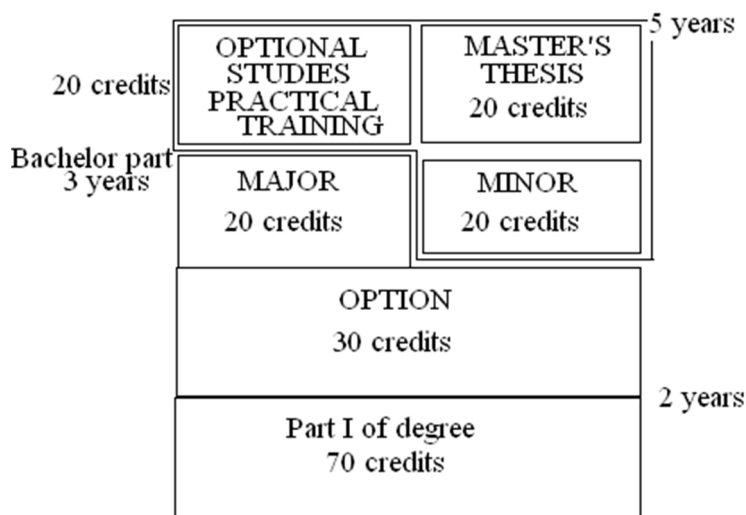 5 years
OPTIONAL
STUDIES
PRACTICAL
TRAINING
20 credits
MASTER'S
THESIS
20 credits
Bachelor part
3 years
MAJOR
20 credits
MINOR
20 credits
OPTION
30 credits
2 years
Part I of degree
70 credits